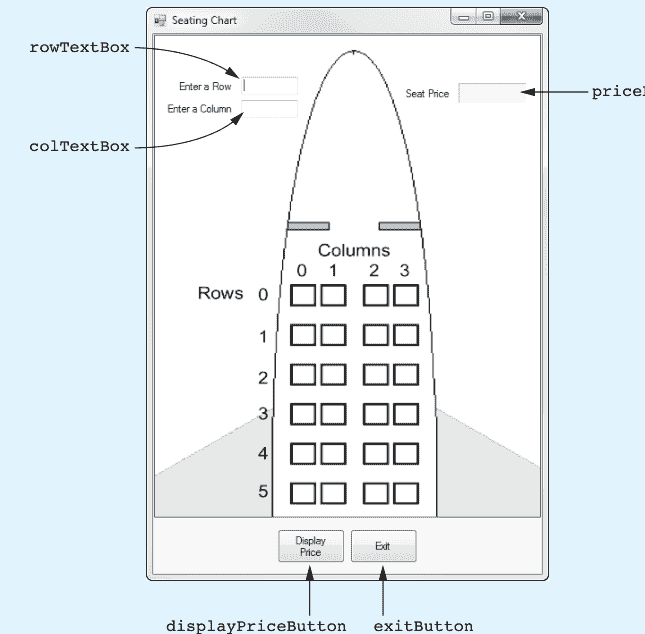 Seating Chart
rowTextBox
Enter a Row
Seat Price
Enter a Column
colTextBox
Columns
0 1 2 3
Rows 0
1
2
3
4
5
Display
Price
Exit
displayPriceButton exitButton